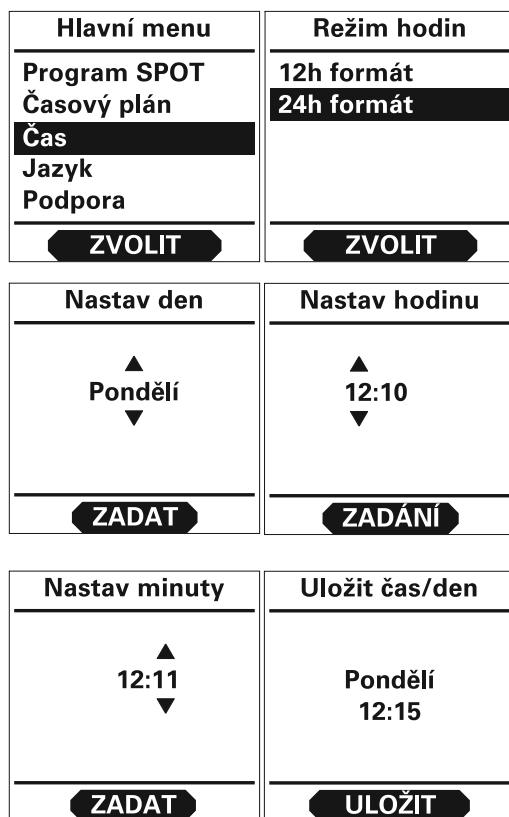 Hlavní menu
Program SPOT
Časový plán
Čas
Jazyk
Podpora
ZVOLIT
Režim hodin
12h formát
24h formát
ZVOLIT
Nastav den
Pondělí
ZADAT
Nastav hodinu
12:10
ZADÁNÍ
Nastav minuty
12:11
ZADAT
Uložit čas/den
Pondělí
12:15
ULOŽIT